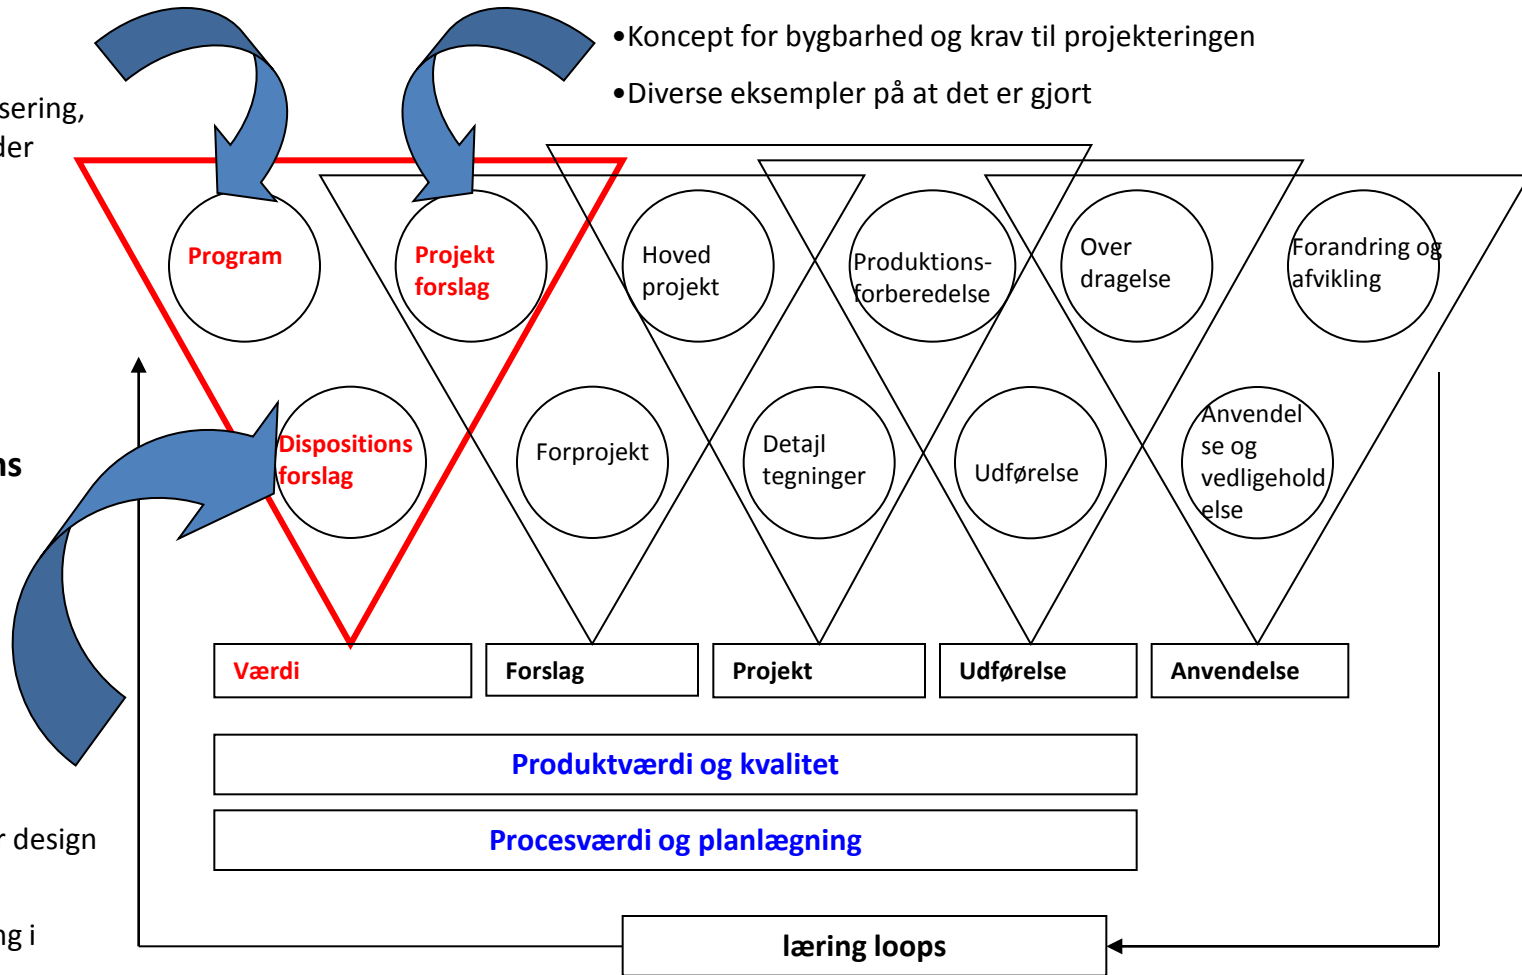 •Koncept for bygbarhed og krav til projekteringen
•Diverse eksempler på at det er gjort
sering,
der
Program
Projekt
forslag
Hoved
projekt
Produktions-
forberedelse
Over
dragelse
Forandring og
afvikling
ns
Dispositions
forslag
Forprojekt
Detajl
tegninger
Udførelse
Anvendel
se og
vedligehold
else
Værdi
Forslag
Projekt
Udførelse
Anvendelse
Produktværdi og kvalitet
Procesværdi og planlægning
r design
ng i
læring loops